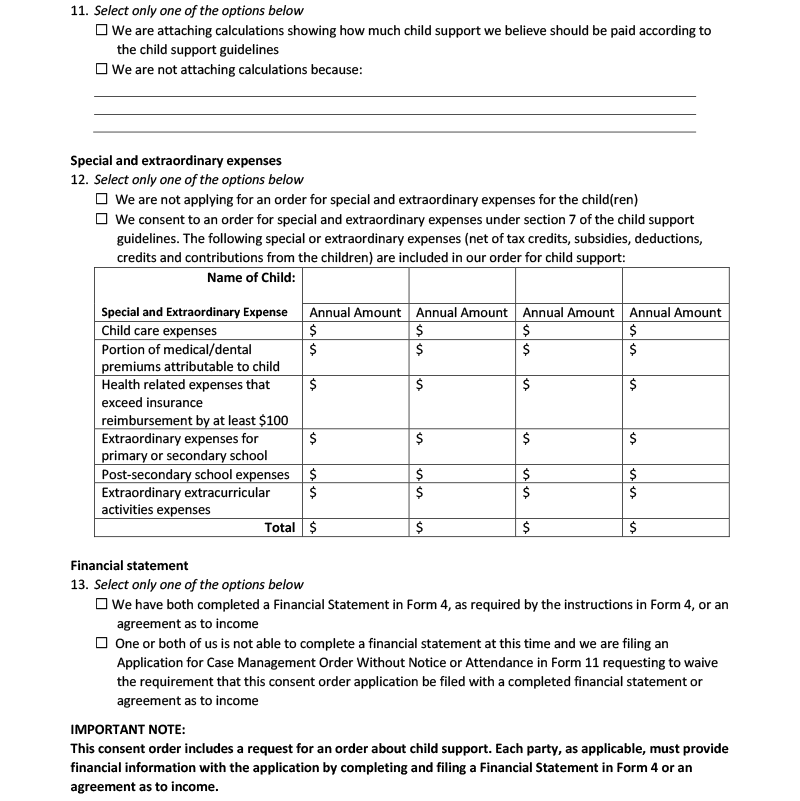 11. Select only one of the options below
☐ We are attaching calculations showing how much child support we believe should be paid according to
the child support guidelines
☐ We are not attaching calculations because:
Special and extraordinary expenses
12. Select only one of the options below
☐ We are not applying for an order for special and extraordinary expenses for the child(ren)
☐ We consent to an order for special and extraordinary expenses under section 7 of the child support
guidelines. The following special or extraordinary expenses (net of tax credits, subsidies, deductions,
credits and contributions from the children) are included in our order for child support:
Name of Child:
Special and Extraordinary Expense Annual Amount Annual Amount Annual Amount Annual Amount
Child care expenses $ $ $ $
Portion of medical/dental $ $ $ $
premiums attributable to child
Health related expenses that $ $ $ $
exceed insurance
reimbursement by at least $100
Extraordinary expenses for $ $ $ $
primary or secondary school
Post-secondary school expenses $ $ $ $
Extraordinary extracurricular $ $ $ $
activities expenses
Total $ $ $ $
Financial statement
13. Select only one of the options below
☐ We have both completed a Financial Statement in Form 4, as required by the instructions in Form 4, or an
agreement as to income
☐ One or both of us is not able to complete a financial statement at this time and we are filing an
Application for Case Management Order Without Notice or Attendance in Form 11 requesting to waive
the requirement that this consent order application be filed with a completed financial statement or
agreement as to income
IMPORTANT NOTE:
This consent order includes a request for an order about child support. Each party, as applicable, must provide
financial information with the application by completing and filing a Financial Statement in Form 4 or an
agreement as to income.